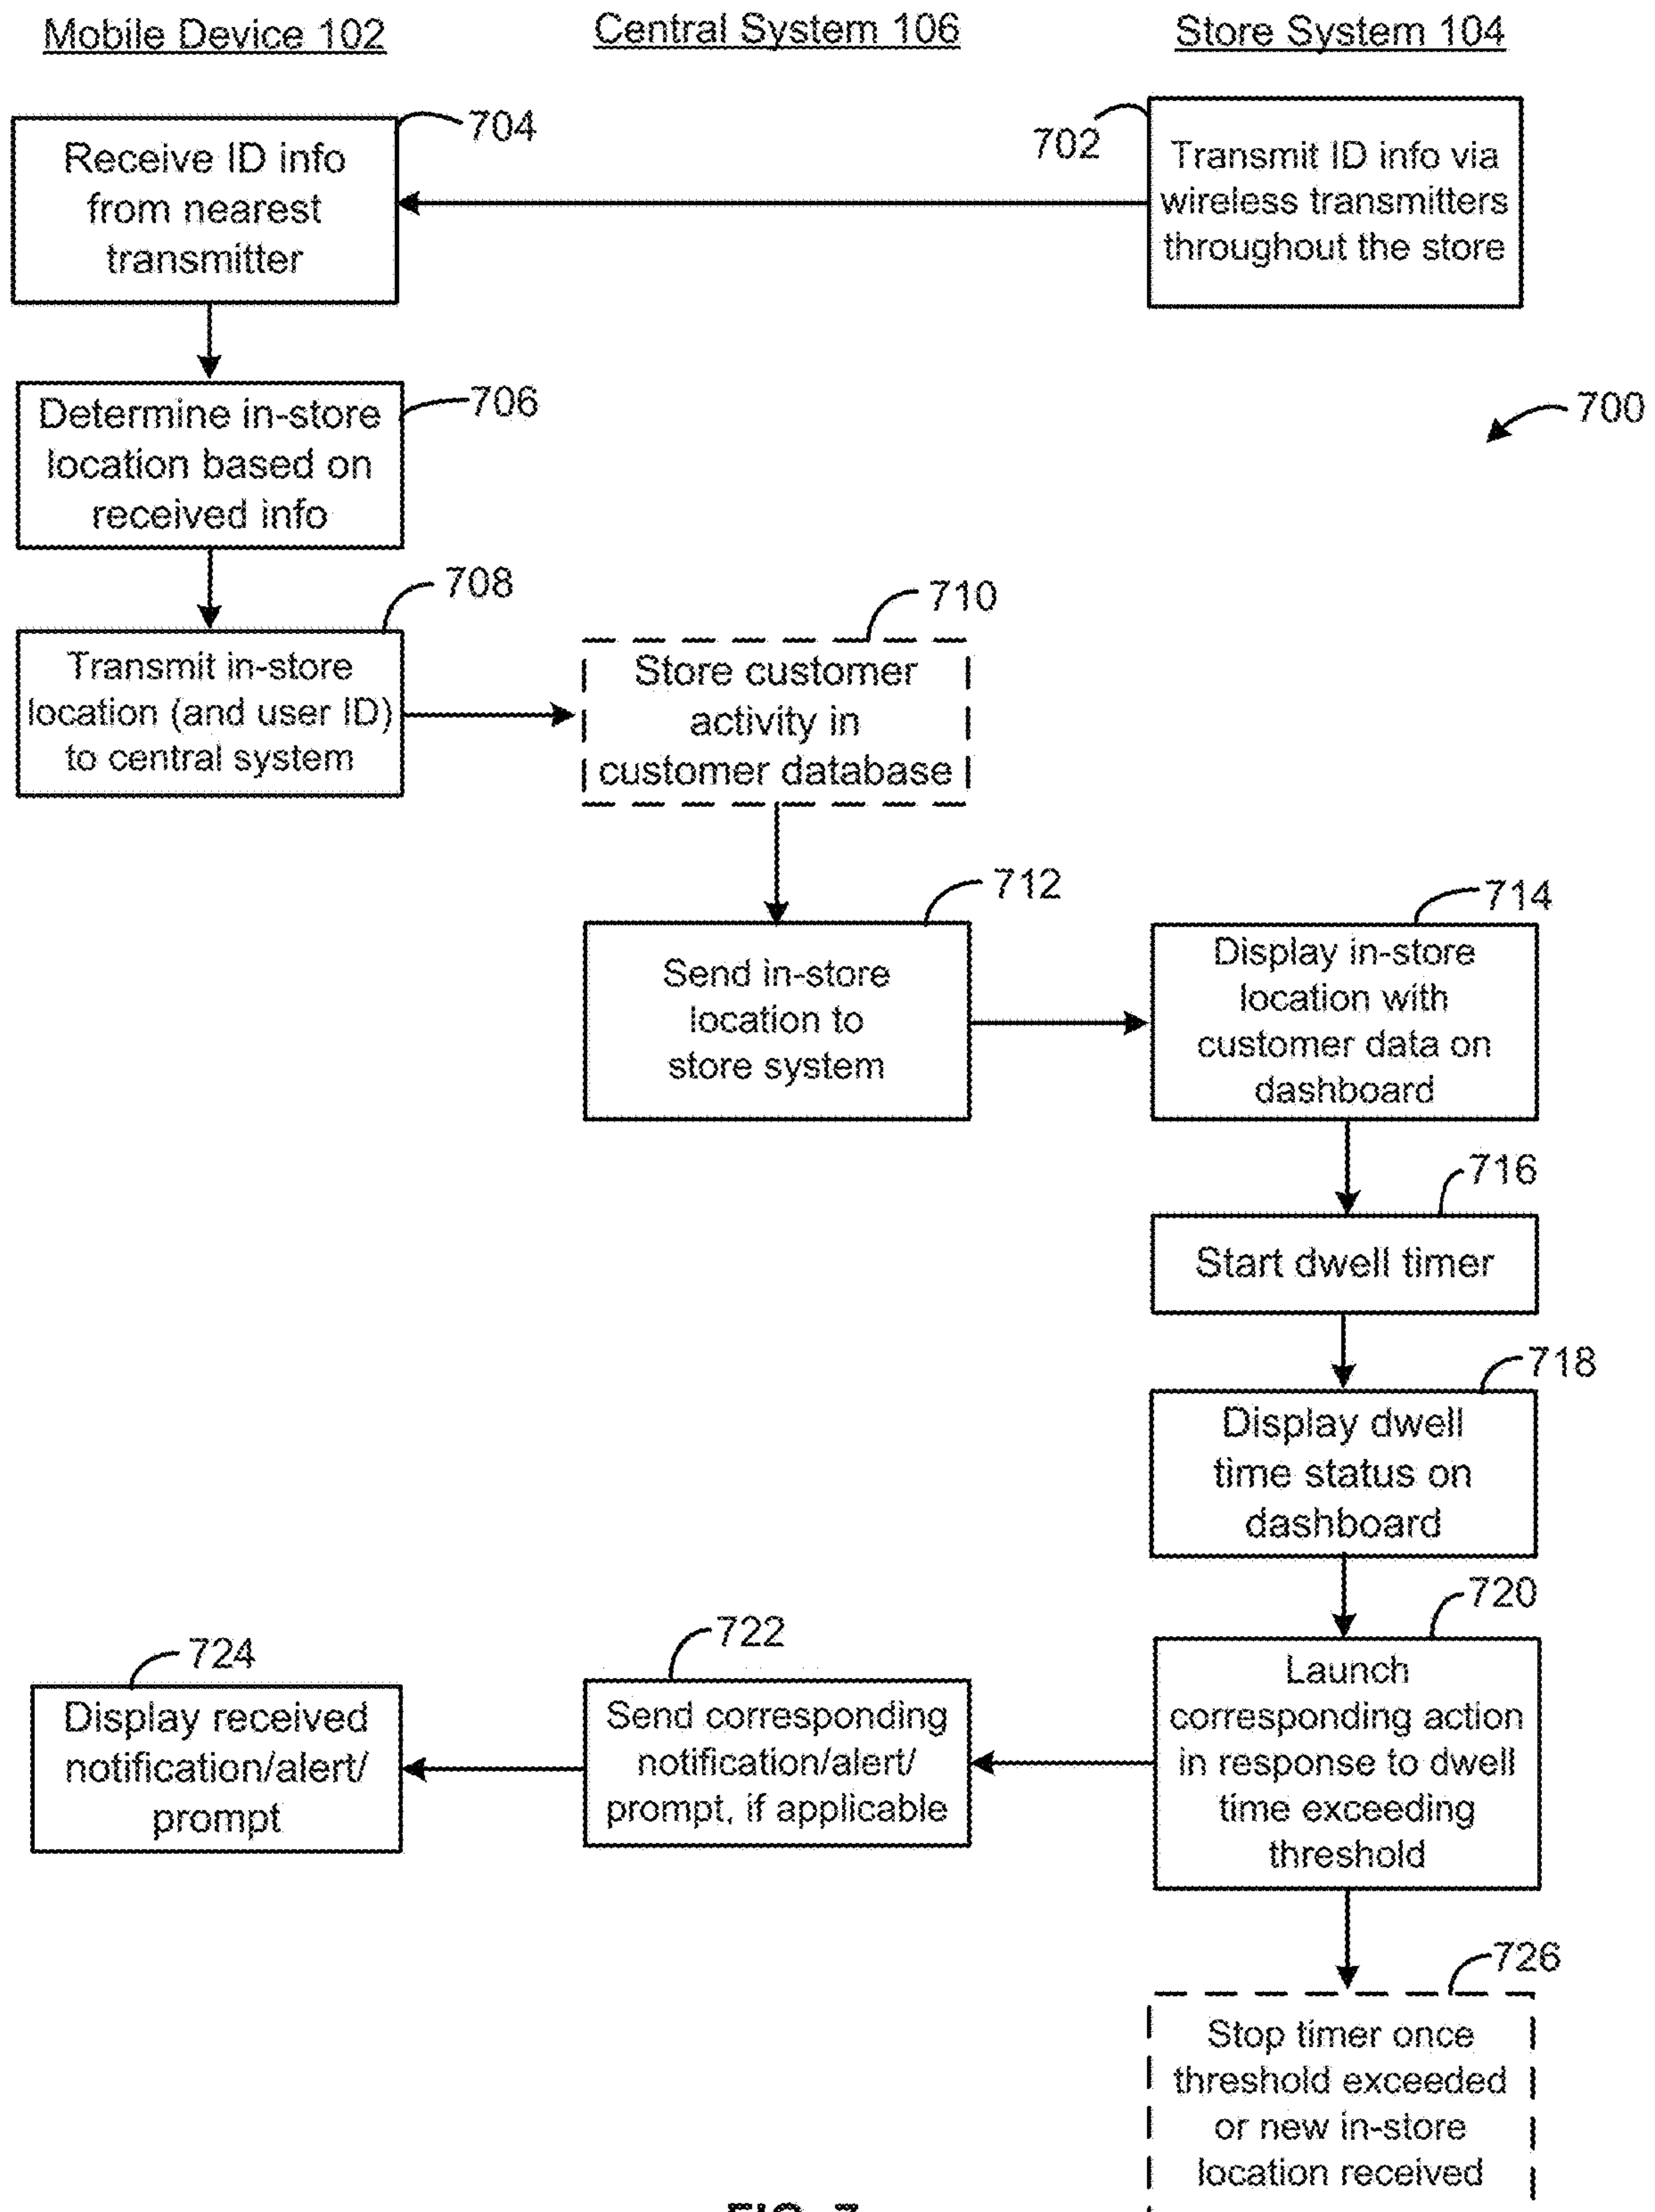 Mobile Device 102
Central System 106
Store System 104
704
Receive ID info
from nearest
transmitter
702
Transmit ID info via
wireless transmitters
throughout the store
706
Determine in-store
location based on
received info
700
708
Transmit in-store
location (and user ID)
to central system
710
Store customer
activity in
customer database
712
Send in-store
location to
store system
714
Display in-store
location with
customer data on
dashboard
716
Start dwell timer
718
Display dwell
time status on
dashboard
720
Launch
corresponding action
in response to dwell
time exceeding
threshold
722
Send corresponding
notification/alert/
prompt, if applicable
724
Display received
notification/alert/
prompt
726
Stop timer once
threshold exceeded
or new in-store
location received